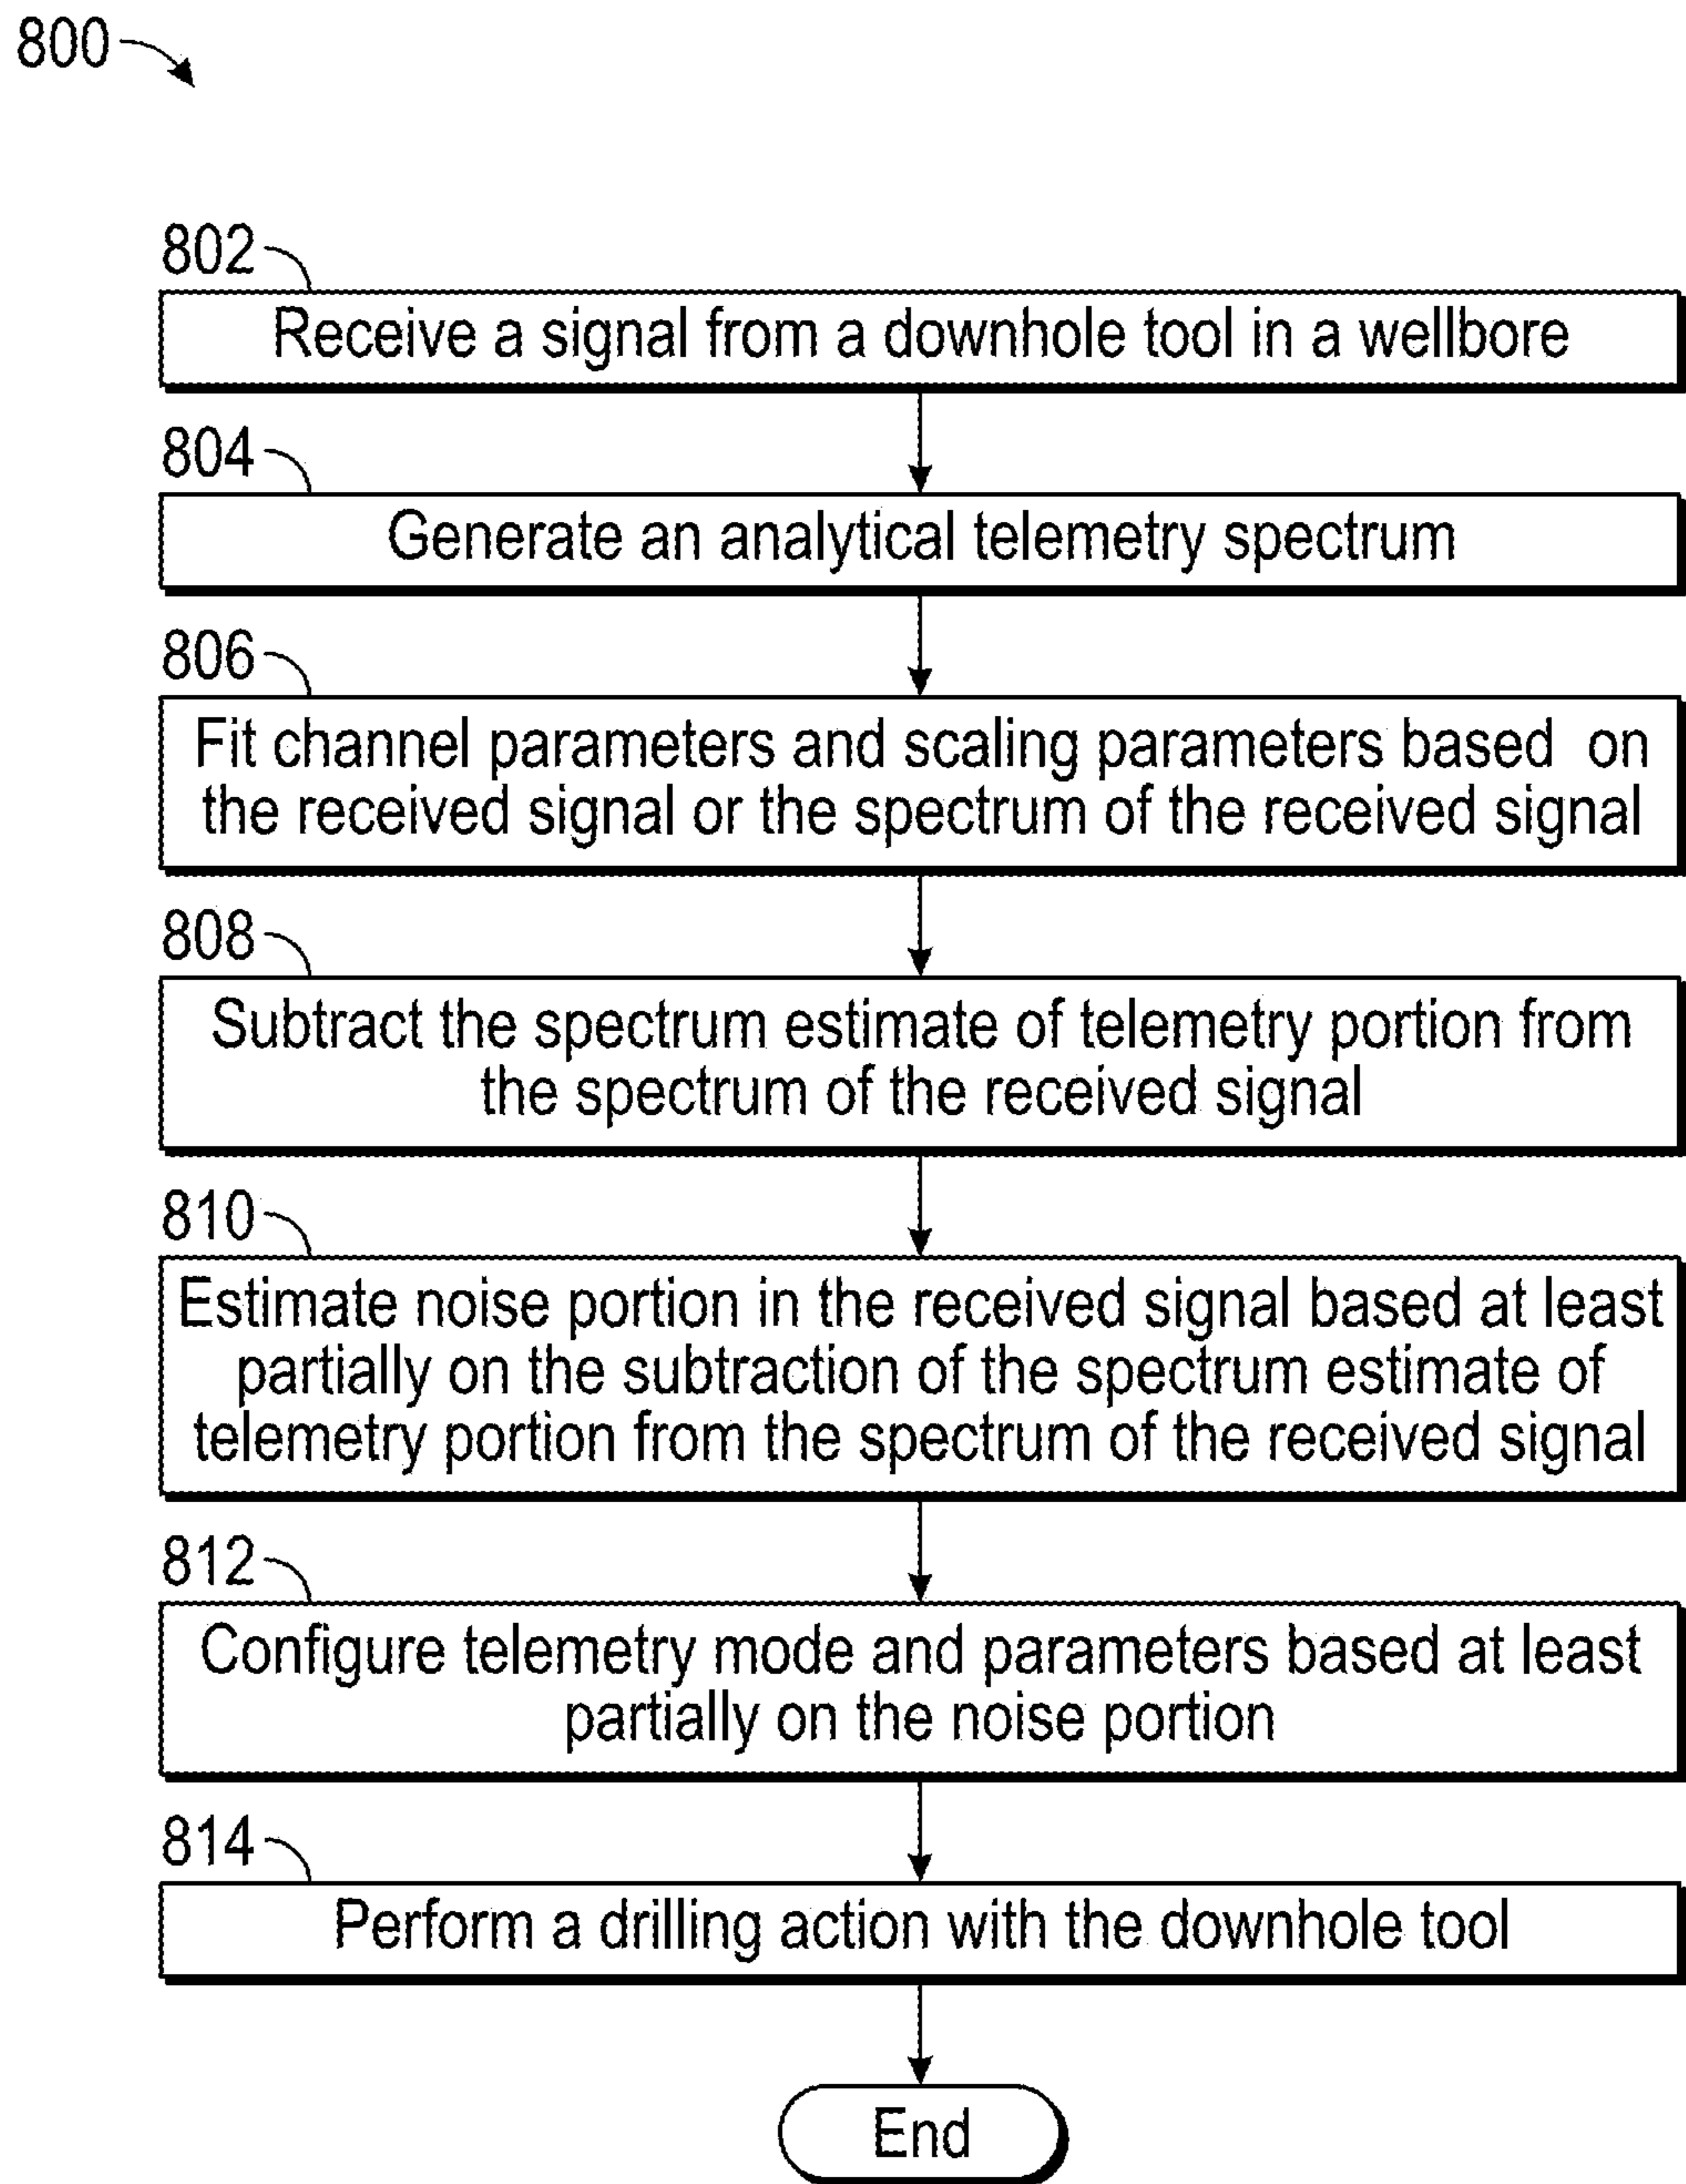 800
802
Receive a signal from a downhole tool in a wellbore
804
Generate an analytical telemetry spectrum
806
Fit channel parameters and scaling parameters based on
the received signal or the spectrum of the received signal
808
Subtract the spectrum estimate of telemetry portion from
the spectrum of the received signal
810
Estimate noise portion in the received signal based at least
partially on the subtraction of the spectrum estimate of
telemetry portion from the spectrum of the received signal
812
Configure telemetry mode and parameters based at least
partially on the noise portion
814
Perform a drilling action with the downhole tool
End